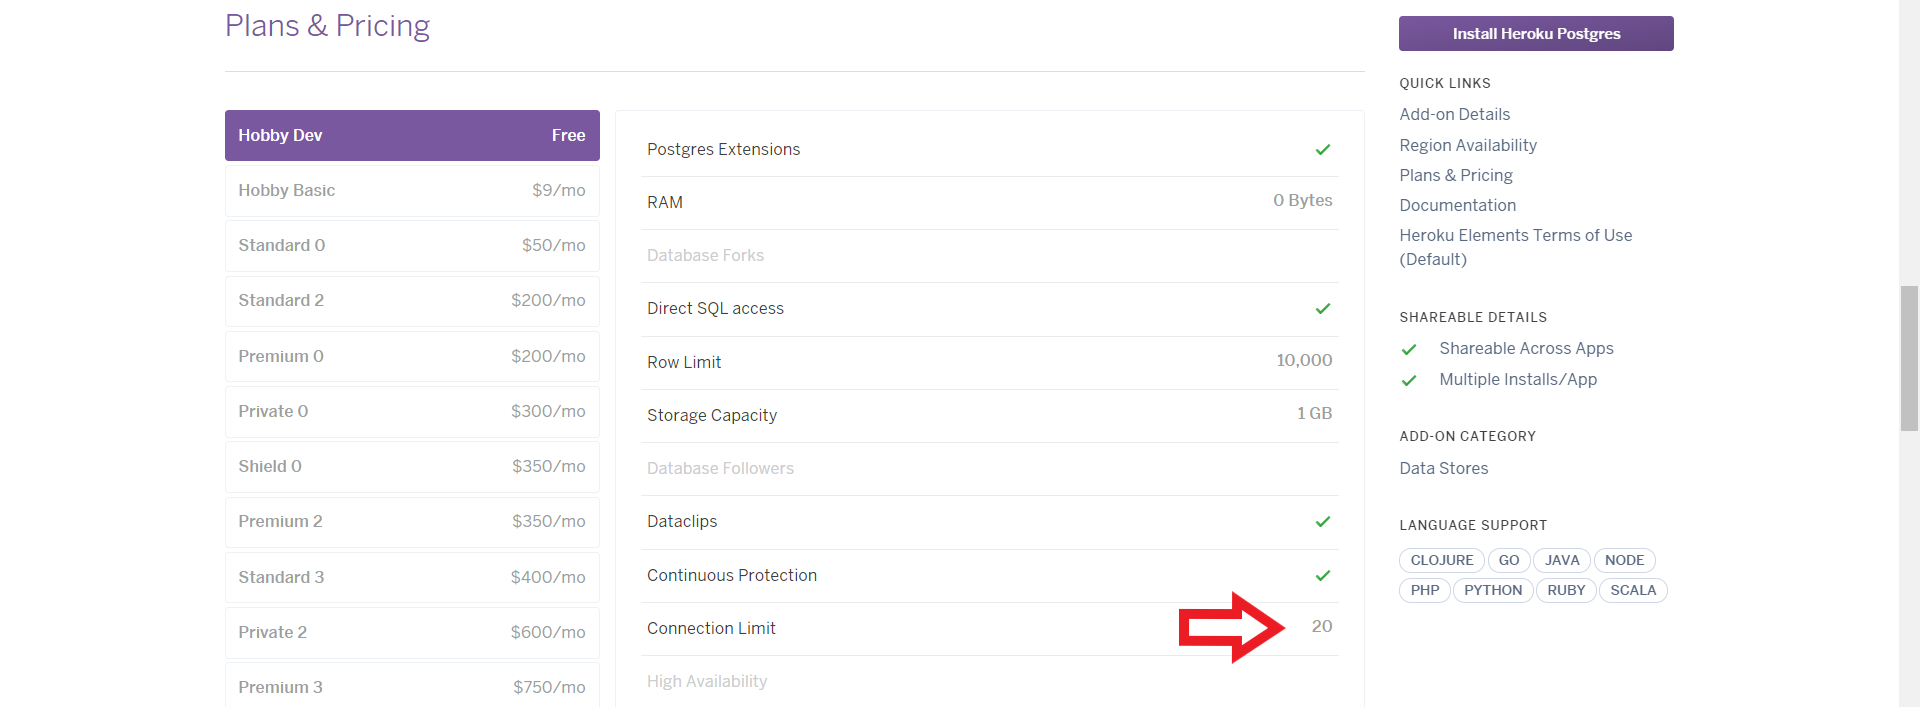 Plans & Pricing
Hobby Dev Free
Hobby Basic $9/mo
Standard 0 $50/mo
Standard 2 $200/mo
Premium 0 $200/mo
Private 0 $300/mo
Shield 0 $350/mo
Premium 2 $350/mo
Standard 3 $400/mo
Private 2 $600/mo
Premium 3 $750/mo
Postgres Extensions
RAM 0 Bytes
Database Forks
Direct SQL access
Row Limit 10,000
Storage Capacity 1 GB
Database Followers
Dataclips
Continuous Protection
Connection Limit 20
High Availability
Install Heroku Postgres
QUICK LINKS
Add-on Details
Region Availability
Plans & Pricing
Documentation
Heroku Elements Terms of Use
(Default)
SHAREABLE DETAILS
Shareable Across Apps
Multiple Installs/App
ADD-ON CATEGORY
Data Stores
LANGUAGE SUPPORT
CLOJURE GO JAVA NODE
PHP PYTHON RUBY SCALA